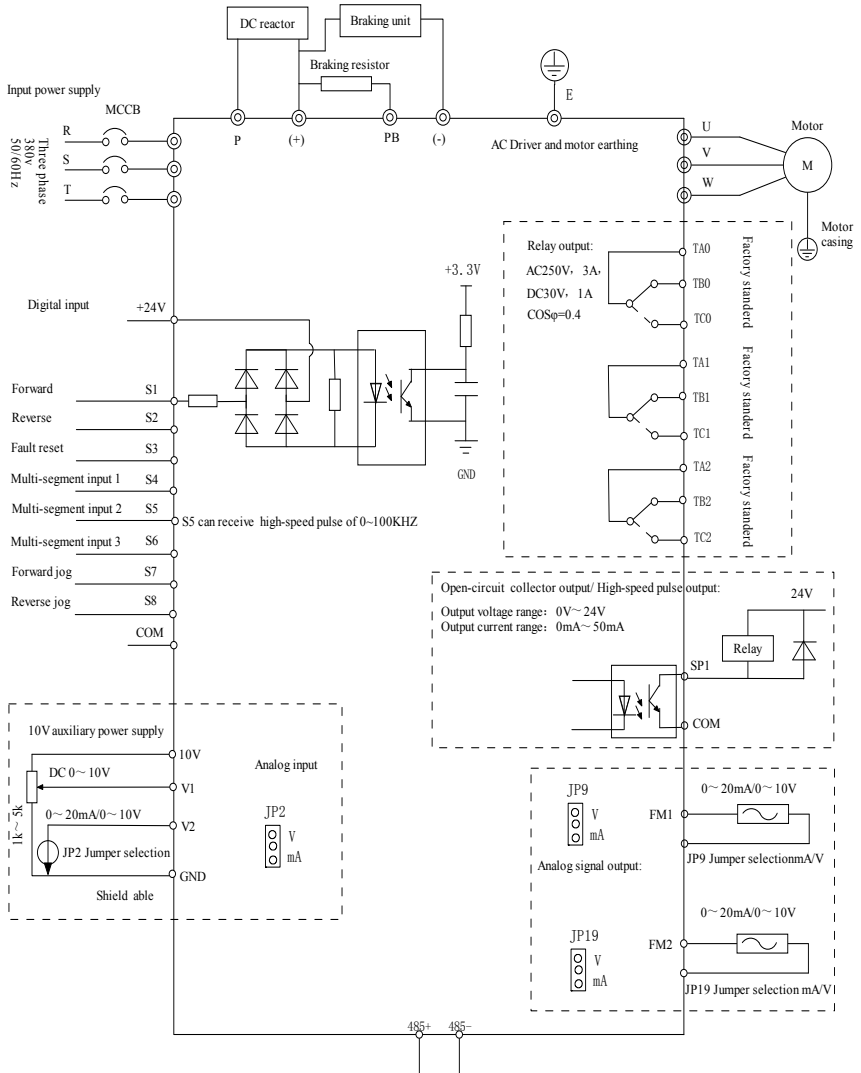 DC reactor
Braking unit
Braking resistor
Input power supply
MCCB
E
R
S
T
Three phase
380v
50/60Hz
P
(+)
PB
(-)
AC Driver and motor earthing
U
V
W
Motor
M
Motor
casing
Relay output:
AC250V, 3A,
DC30V, 1A
COSφ=0.4
TA0
TB0
TC0
Factory standerd
TA1
TB1
TC1
Factory standerd
TA2
TB2
TC2
Factory standerd
+3.3V
GND
Digital input
+24V
Forward S1
Reverse S2
Fault reset S3
Multi-segment input 1 S4
Multi-segment input 2 S5
S5 can receive high-speed pulse of 0~100KHZ
Multi-segment input 3 S6
Forward jog S7
Reverse jog S8
COM
Open-circuit collector output/ High-speed pulse output:
Output voltage range: 0V~24V
Output current range: 0mA~50mA
24V
Relay
SP1
COM
10V auxiliary power supply
10V
Analog input
DC 0~10V
V1
1k~5k
0~20mA/0~10V
V2
JP2 Jumper selection
GND
Shield able
JP2
V
mA
JP9
V
mA
0~20mA/0~10V
FM1
JP9 Jumper selectionmA/V
Analog signal output:
0~20mA/0~10V
JP19
V
mA
FM2
JP19 Jumper selection mA/V
485+ 485-